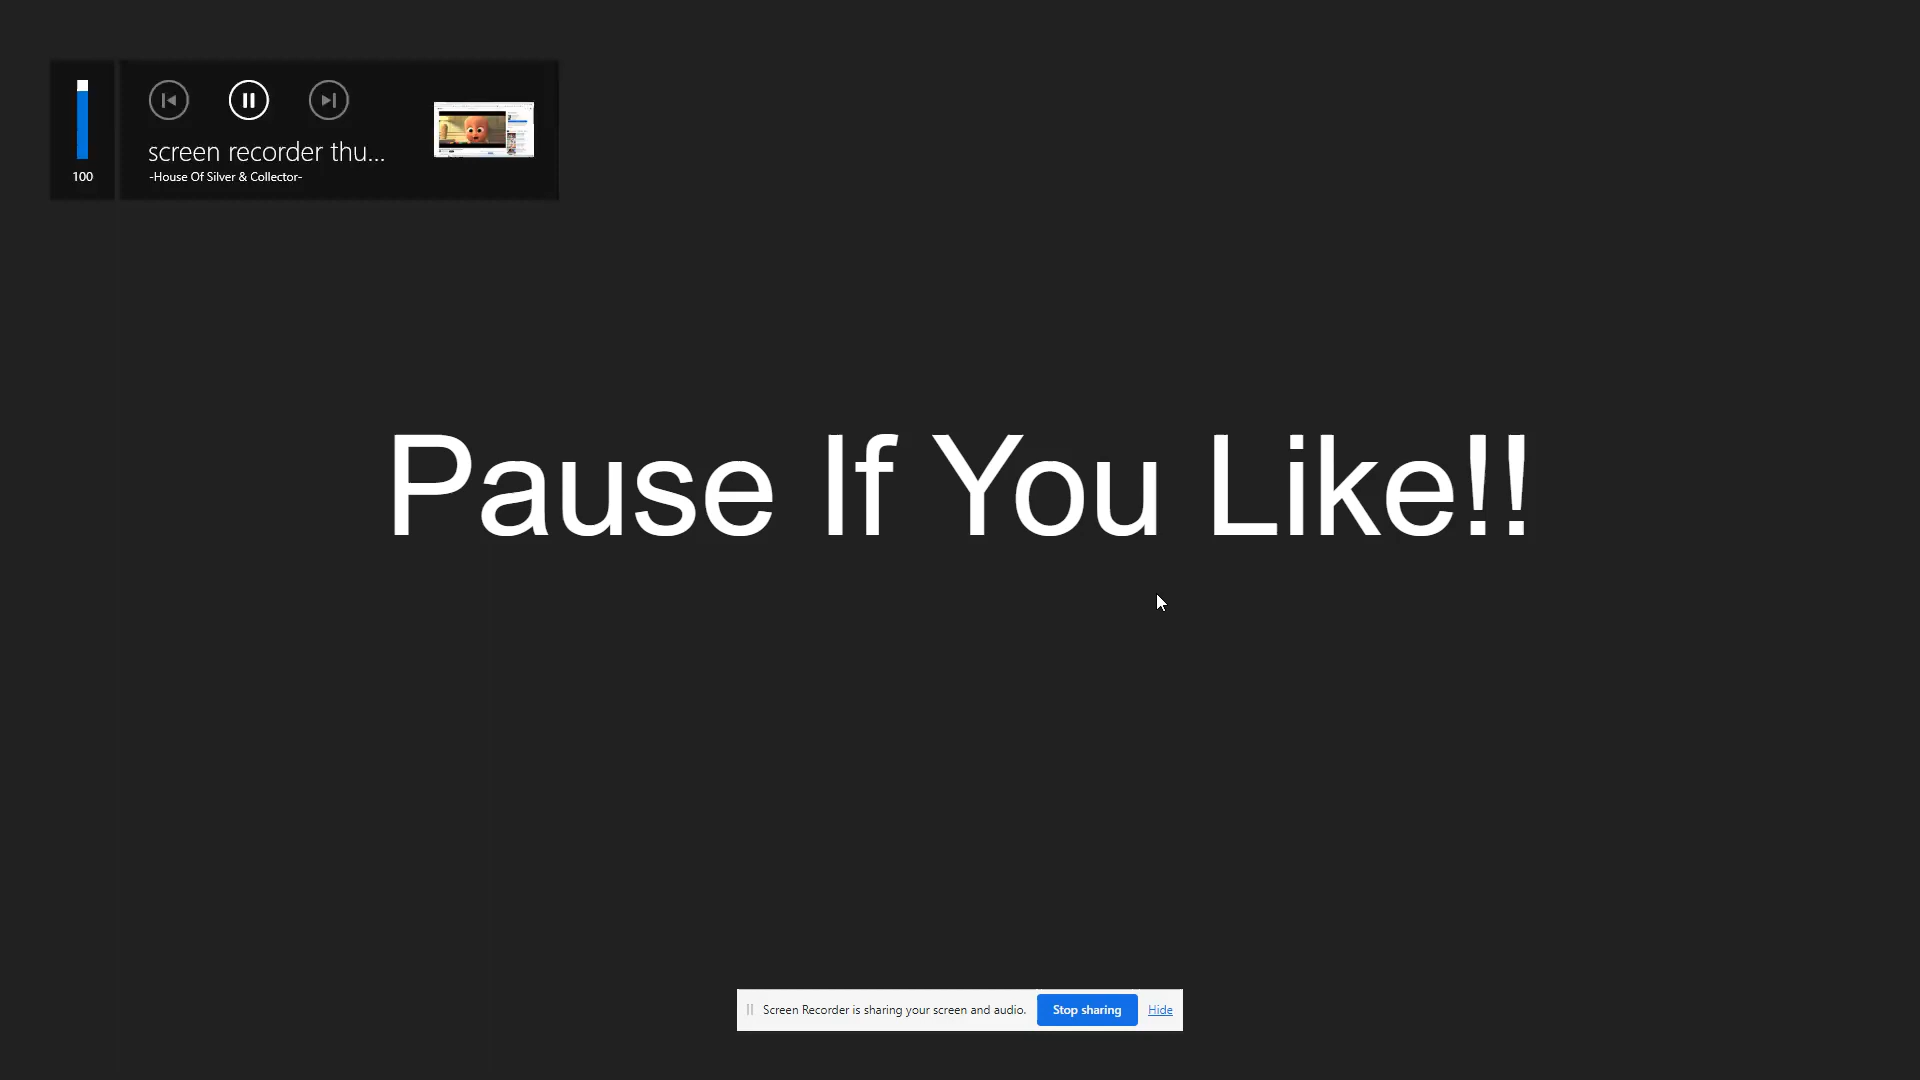 screen recorder thu...
-House Of Silver & Collector-
100
Pause If You Like!!
Screen Recorder is sharing your screen and audio. Stop sharing Hide